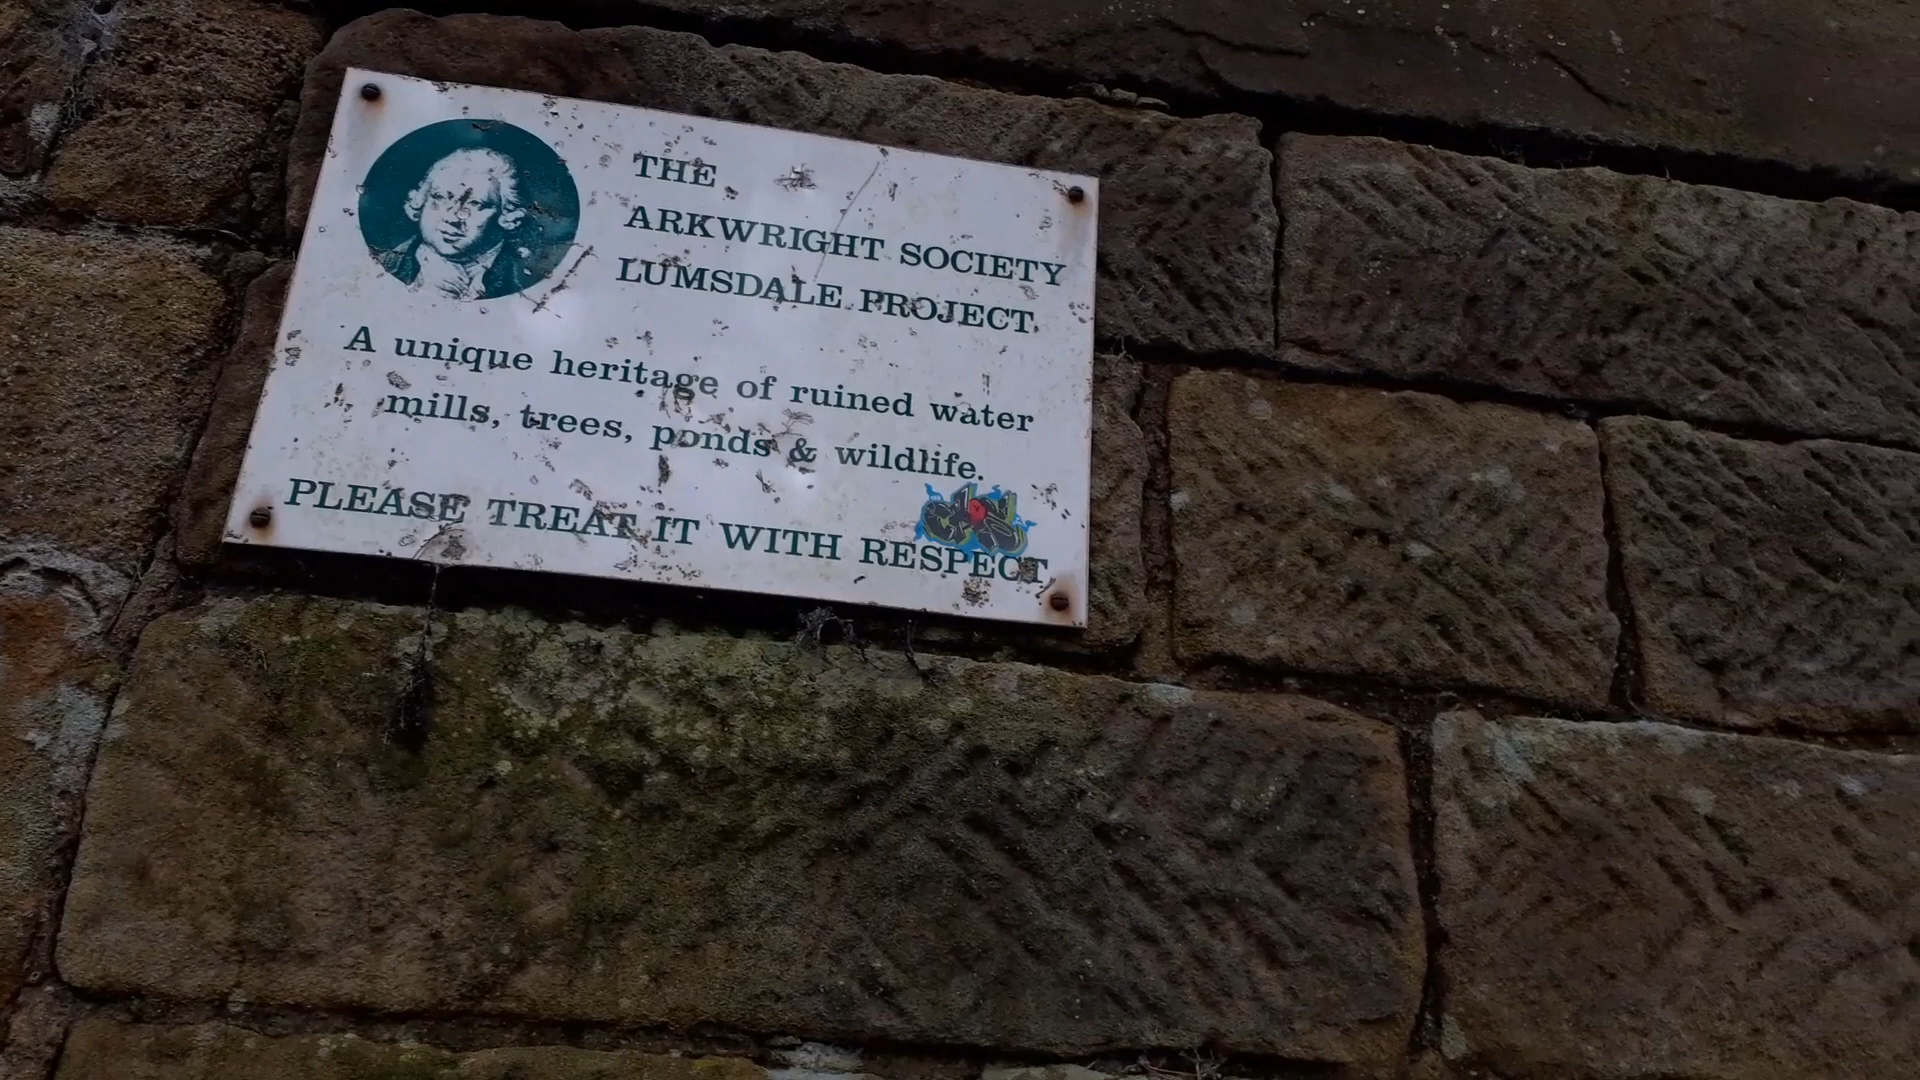 THE
ARKWRIGHT SOCIETY
LUMSDALE PROJECT
A unique heritage of ruined water
mills, trees, ponds & wildlife.
PLEASE TREAT IT WITH RESPECT